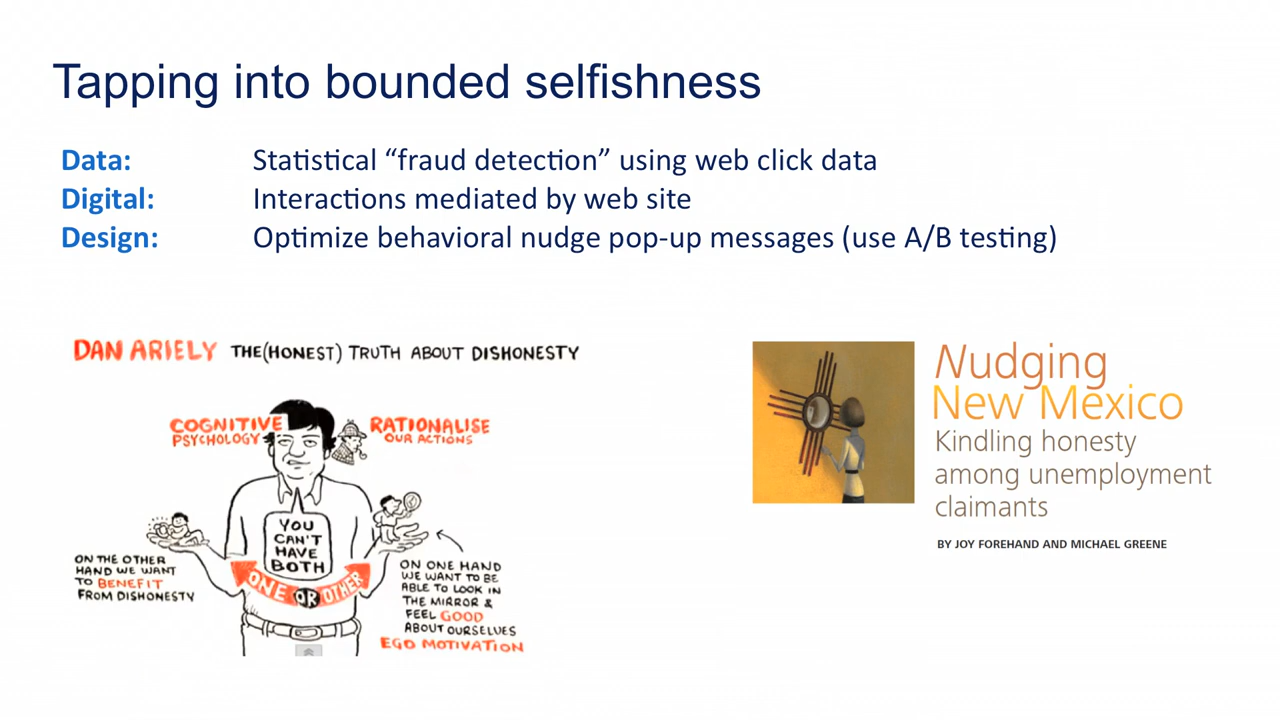 Tapping into bounded selfishness
Data: Statistical “fraud detection” using web click data
Digital: Interactions mediated by web site
Design: Optimize behavioral nudge pop-up messages (use A/B testing)
DAN ARIELY THE (HONEST) TRUTH ABOUT DISHONESTY
COGNITIVE
PSYCHOLOGY
RATIONALISE
OUR ACTIONS
YOU
CAN'T
HAVE
BOTH
ONE OR OTHER
ON THE OTHER
HAND WE WANT
TO BENEFIT
FROM DISHONESTY
ON ONE HAND
WE WANT TO BE
ABLE TO LOOK IN
THE MIRROR &
FEEL GOOD
ABOUT OURSELVES
EGO MOTIVATION
Nudging
New Mexico
Kindling honesty
among unemployment
claimants
BY JOY FOREHAND AND MICHAEL GREENE